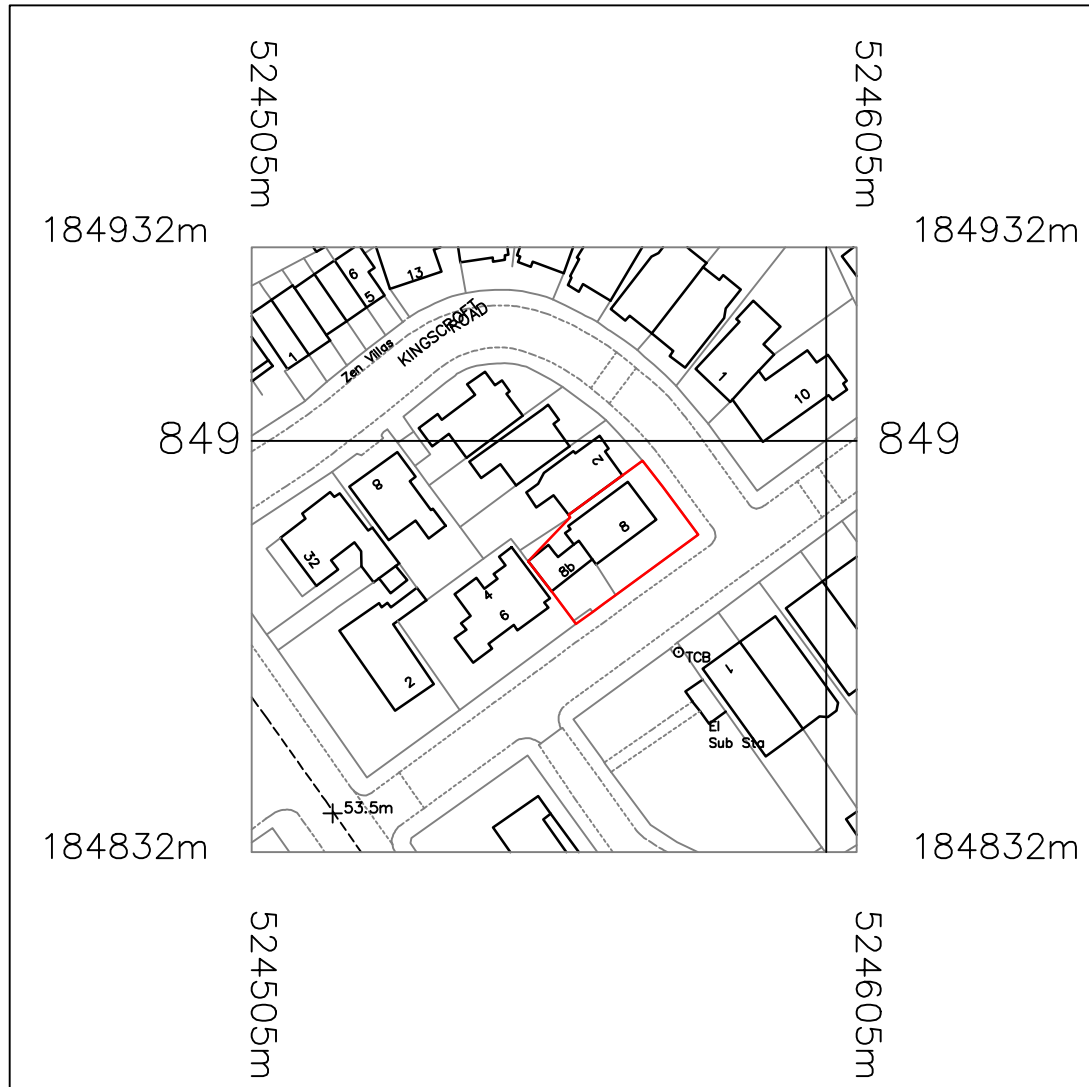 524505m
524605m
184932m
184932m
6
5
13
1
Zen Villas
KINGSCROFT
ROAD
1
10
849
849
8
2
8
32
8b
4
6
2
TCB
1
El
Sub Sta
53.5m
184832m
184832m
524505m
524605m